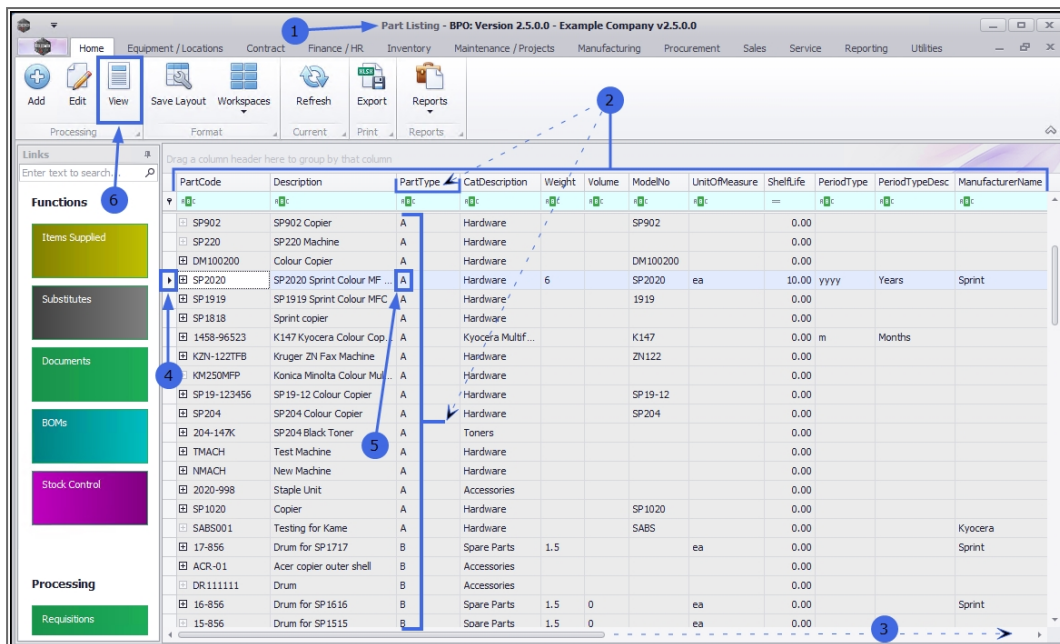 Part Listing - BPO: Version 2.5.0.0 - Example Company v2.5.0.0
1
Home Equipment / Locations Contract Finance / HR Inventory Maintenance / Projects Manufacturing Procurement Sales Service Reporting Utilities
Add Edit View Save Layout Workspaces Refresh Export Reports
2
Processing Format Current Print Reports
Links
Drag a column header here to group by that column
Enter text to search...
PartCode Description PartType CatDescription Weight Volume ModelNo UnitOfMeasure ShelfLife PeriodType PeriodTypeDesc ManufacturerName
6
Functions
=
SP902 SP902 Copier A Hardware SP902 0.00
SP220 SP220 Machine A Hardware 0.00
Items Supplied
DM100200 Colour Copier A Hardware DM100200 0.00
SP2020 SP2020 Sprint Colour MF ... A Hardware 6 SP2020 ea 10.00 yyyy Years Sprint
Substitutes
SP1919 SP1919 Sprint Colour MFC A Hardware 1919 0.00
SP1818 Sprint copier A Hardware 0.00
1458-96523 K147 Kyocera Colour Cop... A Kyocera Multif... K147 0.00 m Months
Documents
KZN-122TFB Kruger ZN Fax Machine A Hardware ZN122 0.00
4
KM250MFP Konica Minolta Colour Mul... A Hardware 0.00
SP19-123456 SP19-12 Colour Copier A Hardware SP19-12 0.00
SP204 SP204 Colour Copier A Hardware SP204 0.00
BOMs
204-147K SP204 Black Toner A Toners 0.00
5
TMACH Test Machine A Hardware 0.00
NMACH New Machine A Hardware 0.00
Stock Control
2020-998 Staple Unit A Accessories 0.00
SP1020 Copier A Hardware SP1020 0.00
SABS001 Testing for Kame A Hardware SABS 0.00 Kyocera
17-856 Drum for SP1717 B Spare Parts 1.5 ea 0.00 Sprint
ACR-01 Acer copier outer shell B Accessories 0.00
Processing
DR111111 Drum B Accessories 0.00
16-856 Drum for SP1616 B Spare Parts 1.5 0 ea 0.00 Sprint
Requisitions
15-856 Drum for SP1515 B Spare Parts 1.5 0 ea 0.00
3